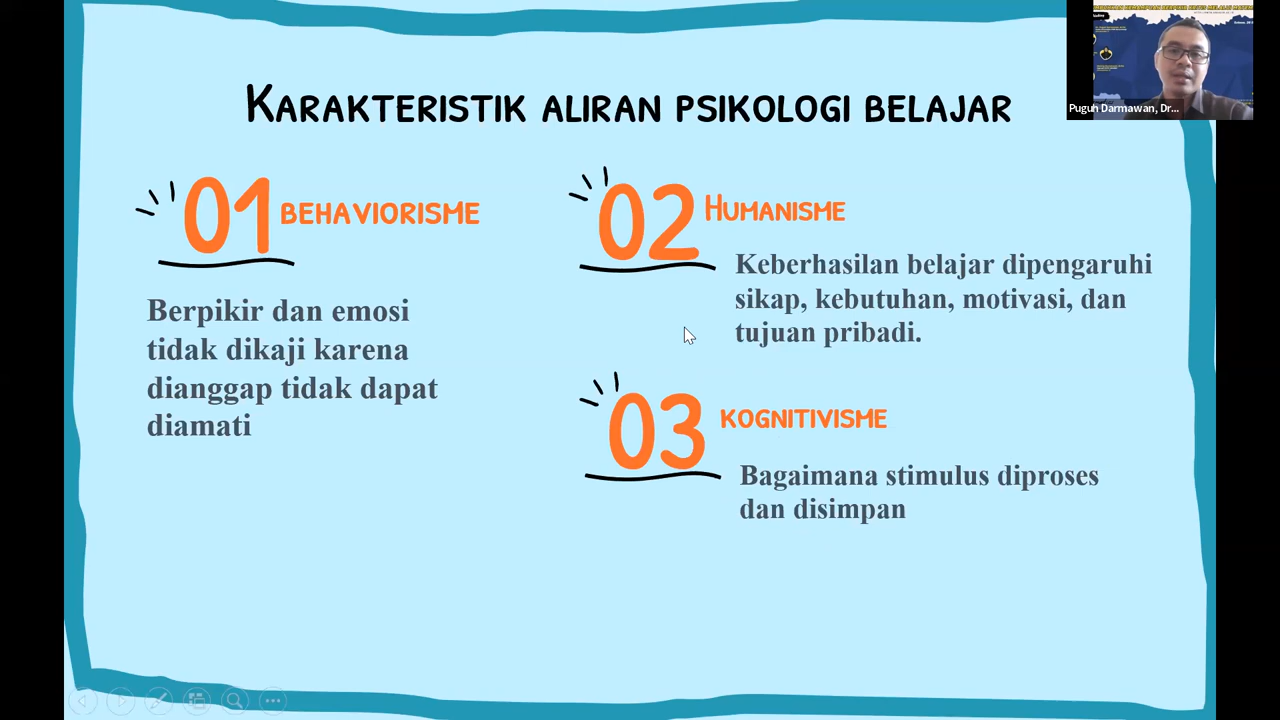 KARAKTERISTIK ALIRAN PSIKOLOGI BELAJAR
01 BEHAVIORISME
Berpikir dan emosi
tidak dikaji karena
dianggap tidak dapat
diamati
02 HUMANISME
Keberhasilan belajar dipengaruhi
sikap, kebutuhan, motivasi, dan
tujuan pribadi.
03 KOGNITIVISME
Bagaimana stimulus diproses
dan disimpan
Puguh Darmawan, Dr...